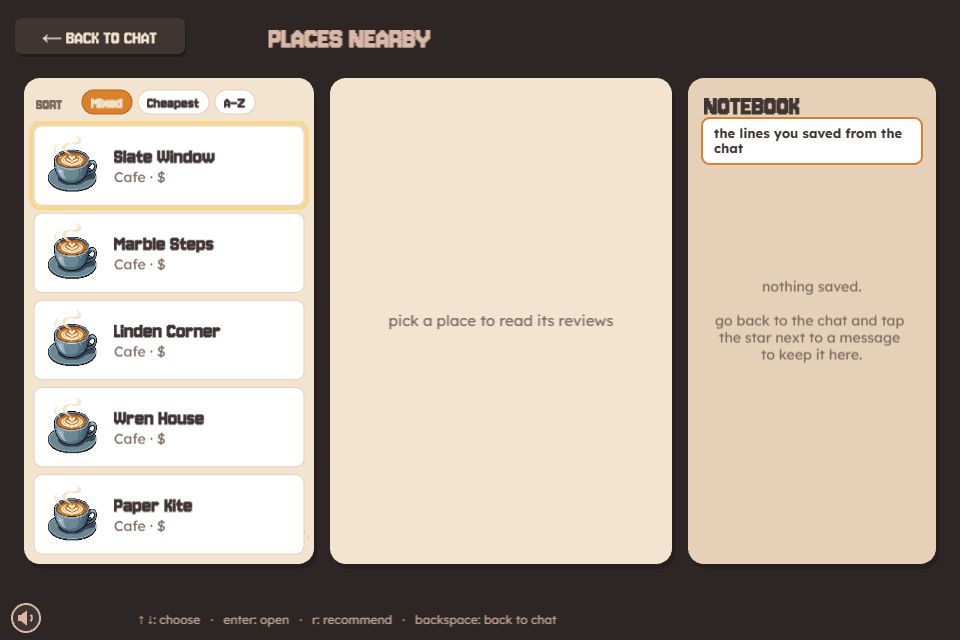 ← BACK TO CHAT
PLACES NEARBY
SORT
Mixed
Cheapest
A-Z
Slate Window
Cafe · $
Marble Steps
Cafe · $
Linden Corner
Cafe · $
Wren House
Cafe · $
Paper Kite
Cafe · $
pick a place to read its reviews
NOTEBOOK
the lines you saved from the
chat
nothing saved.
go back to the chat and tap
the star next to a message
to keep it here.
↑ ↓: choose · enter: open · r: recommend · backspace: back to chat